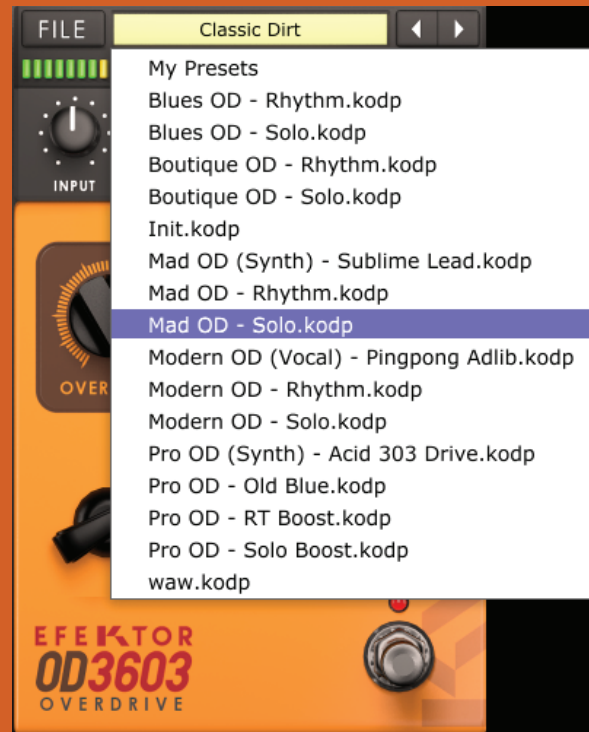 FILE
Classic Dirt
My Presets
Blues OD - Rhythm.kodp
Blues OD - Solo.kodp
Boutique OD - Rhythm.kodp
Boutique OD - Solo.kodp
Init.kodp
Mad OD (Synth) - Sublime Lead.kodp
Mad OD - Rhythm.kodp
Mad OD - Solo.kodp
Modern OD (Vocal) - Pingpong Adlib.kodp
Modern OD - Rhythm.kodp
Modern OD - Solo.kodp
Pro OD (Synth) - Acid 303 Drive.kodp
Pro OD - Old Blue.kodp
Pro OD - RT Boost.kodp
Pro OD - Solo Boost.kodp
waw.kodp
INPUT
OVER
EFEKTOR
OD3603
OVERDRIVE